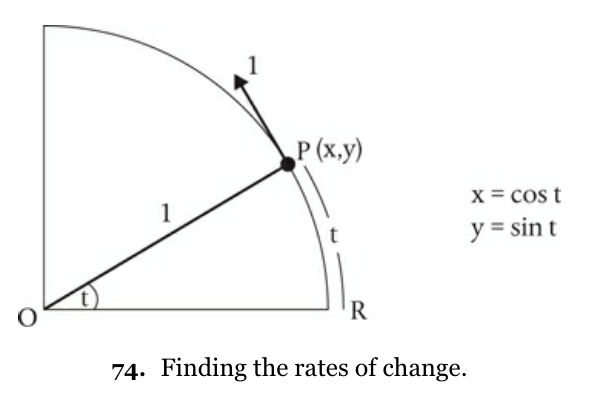 1
P (x,y)
x = cos t
1
y = sin t
t
t
O
R
74. Finding the rates of change.